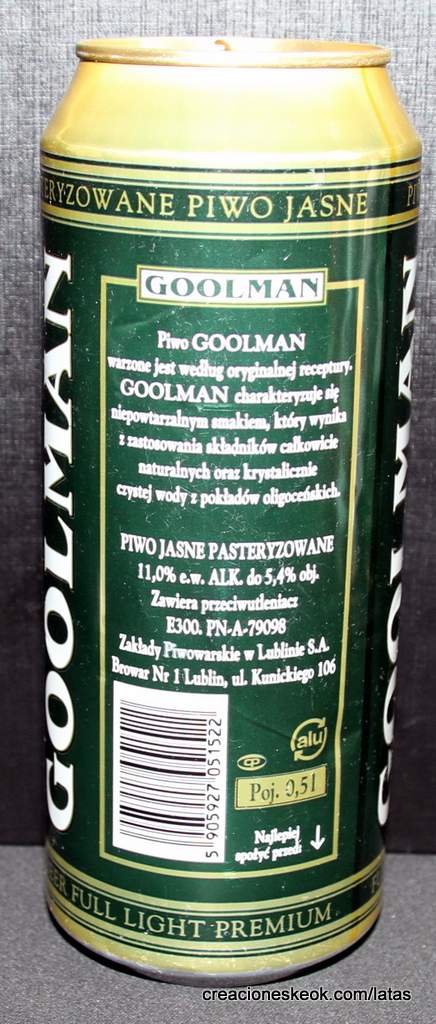 ERYZOWANE PIWO JASNE
GOOLMAN
GOOLMAN
GOOLMAN
Piwo GOOLMAN
warzone jest według oryginalnej receptury.
GOOLMAN charakteryzuje się
niepowtarzalnym smakiem, który wynika
z zastosowania składników całkowicie
naturalnych oraz krystalicznie
czystej wody z pokładów oligoceńskich.
PIWO JASNE PASTERYZOWANE
11,0% e.w. ALK. do 5,4% obj.
Zawiera przeciwutleniacz
E300. PN-A-79098
Zakłady Piwowarskie w Lublinie S.A.
Browar Nr 1 Lublin, ul. Kunickiego 106
5 905927 051522
alu
Poj. 0,5l
Najlepiej
spożyć przed:
ER FULL LIGHT PREMIUM
creacioneskeok.com/latas